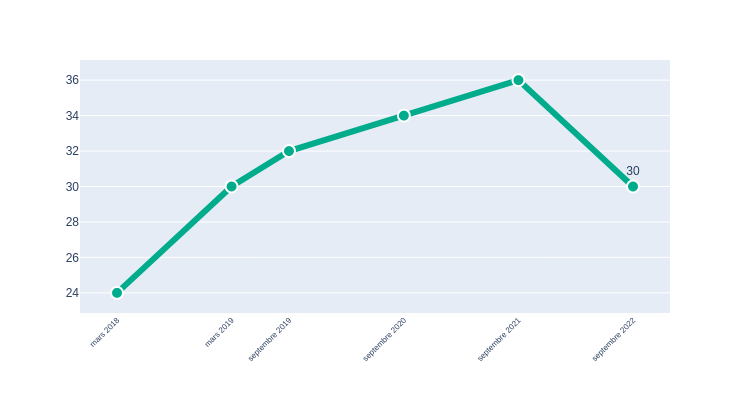 36
34
32
30
28
26
24
30
mars 2018
mars 2019
septembre 2019
septembre 2020
septembre 2021
septembre 2022